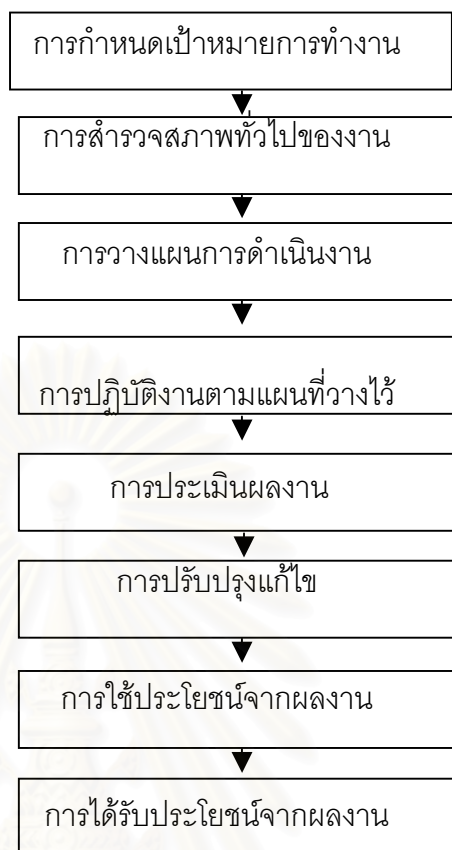 การกำหนดเป้าหมายการทำงาน
การสำรวจสภาพทั่วไปของงาน
การวางแผนการดำเนินงาน
การปฏิบัติงานตามแผนที่วางไว้
การประเมินผลงาน
การปรับปรุงแก้ไข
การใช้ประโยชน์จากผลงาน
การได้รับประโยชน์จากผลงาน